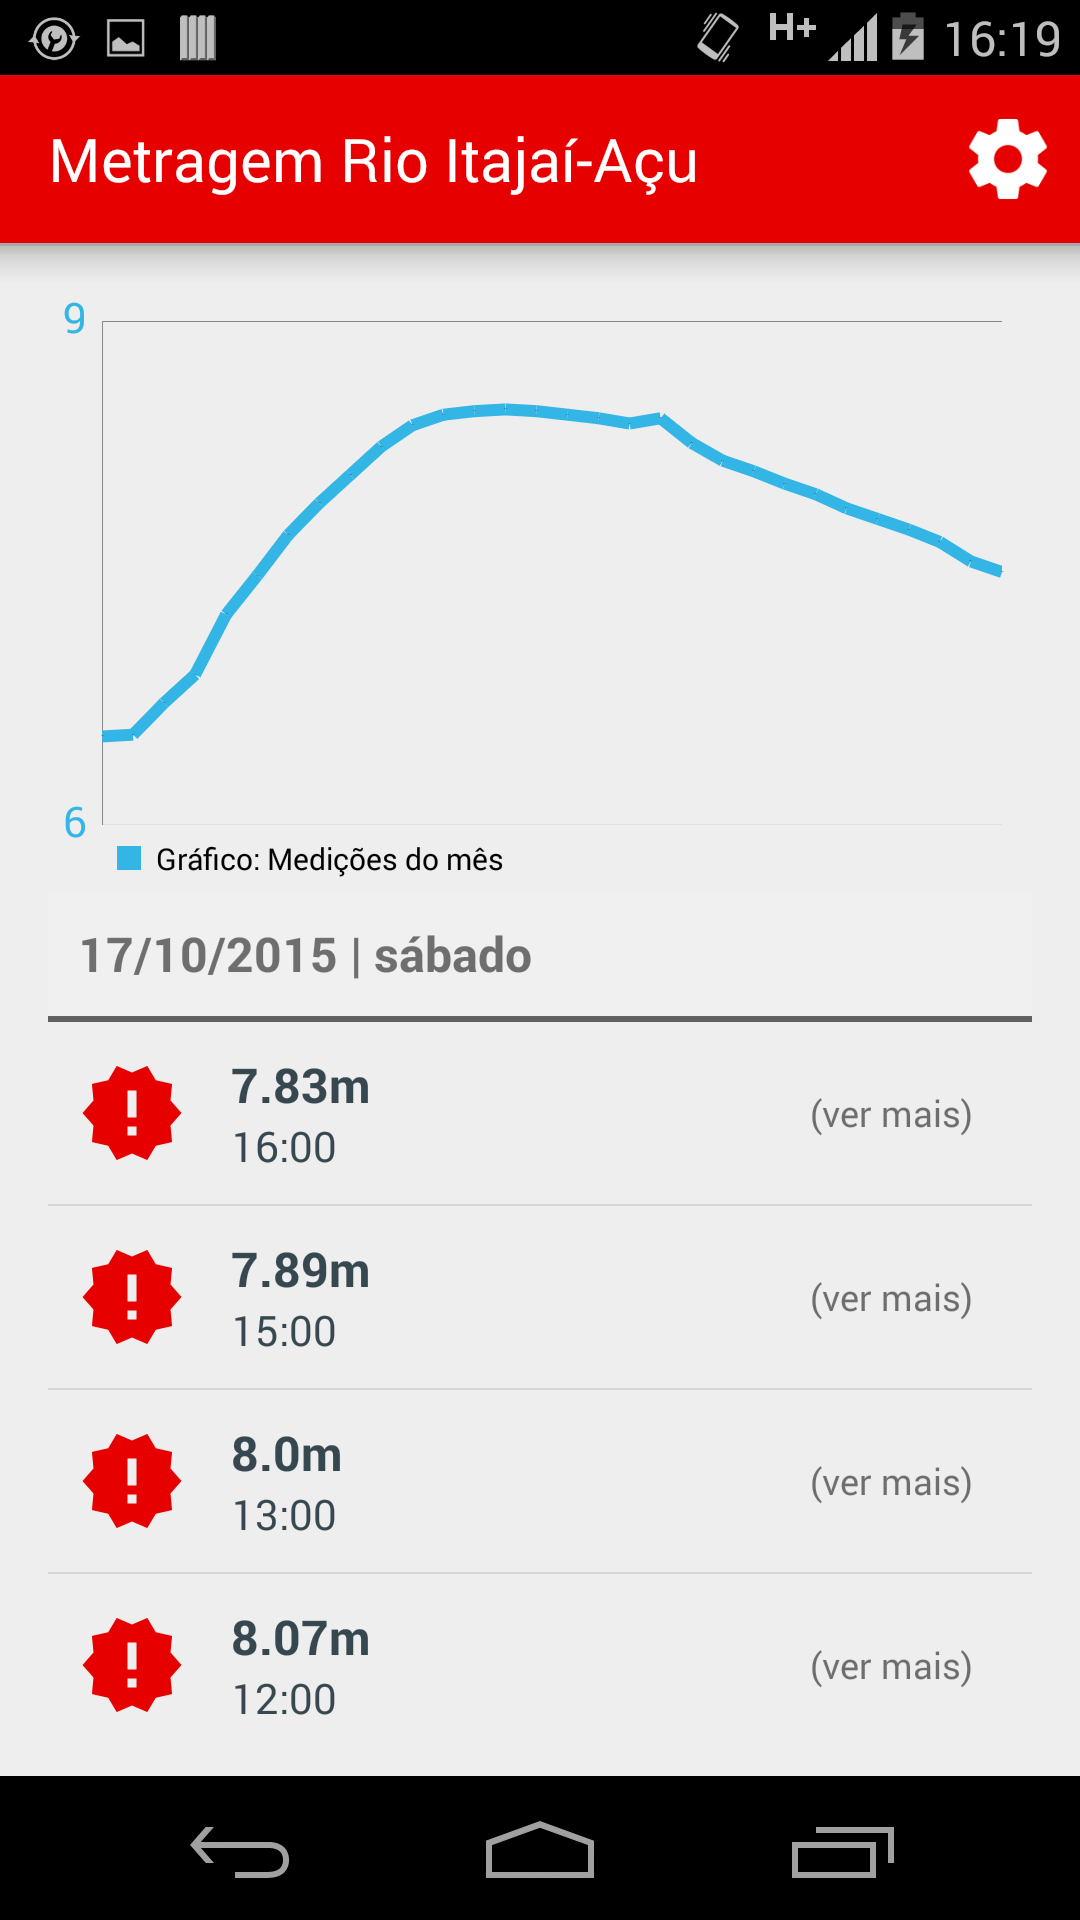 H+ 16:19
Metragem Rio Itajaí-Açu
9
6
Gráfico: Medições do mês
17/10/2015 | sábado
7.83m
16:00
(ver mais)
7.89m
15:00
(ver mais)
8.0m
13:00
(ver mais)
8.07m
12:00
(ver mais)